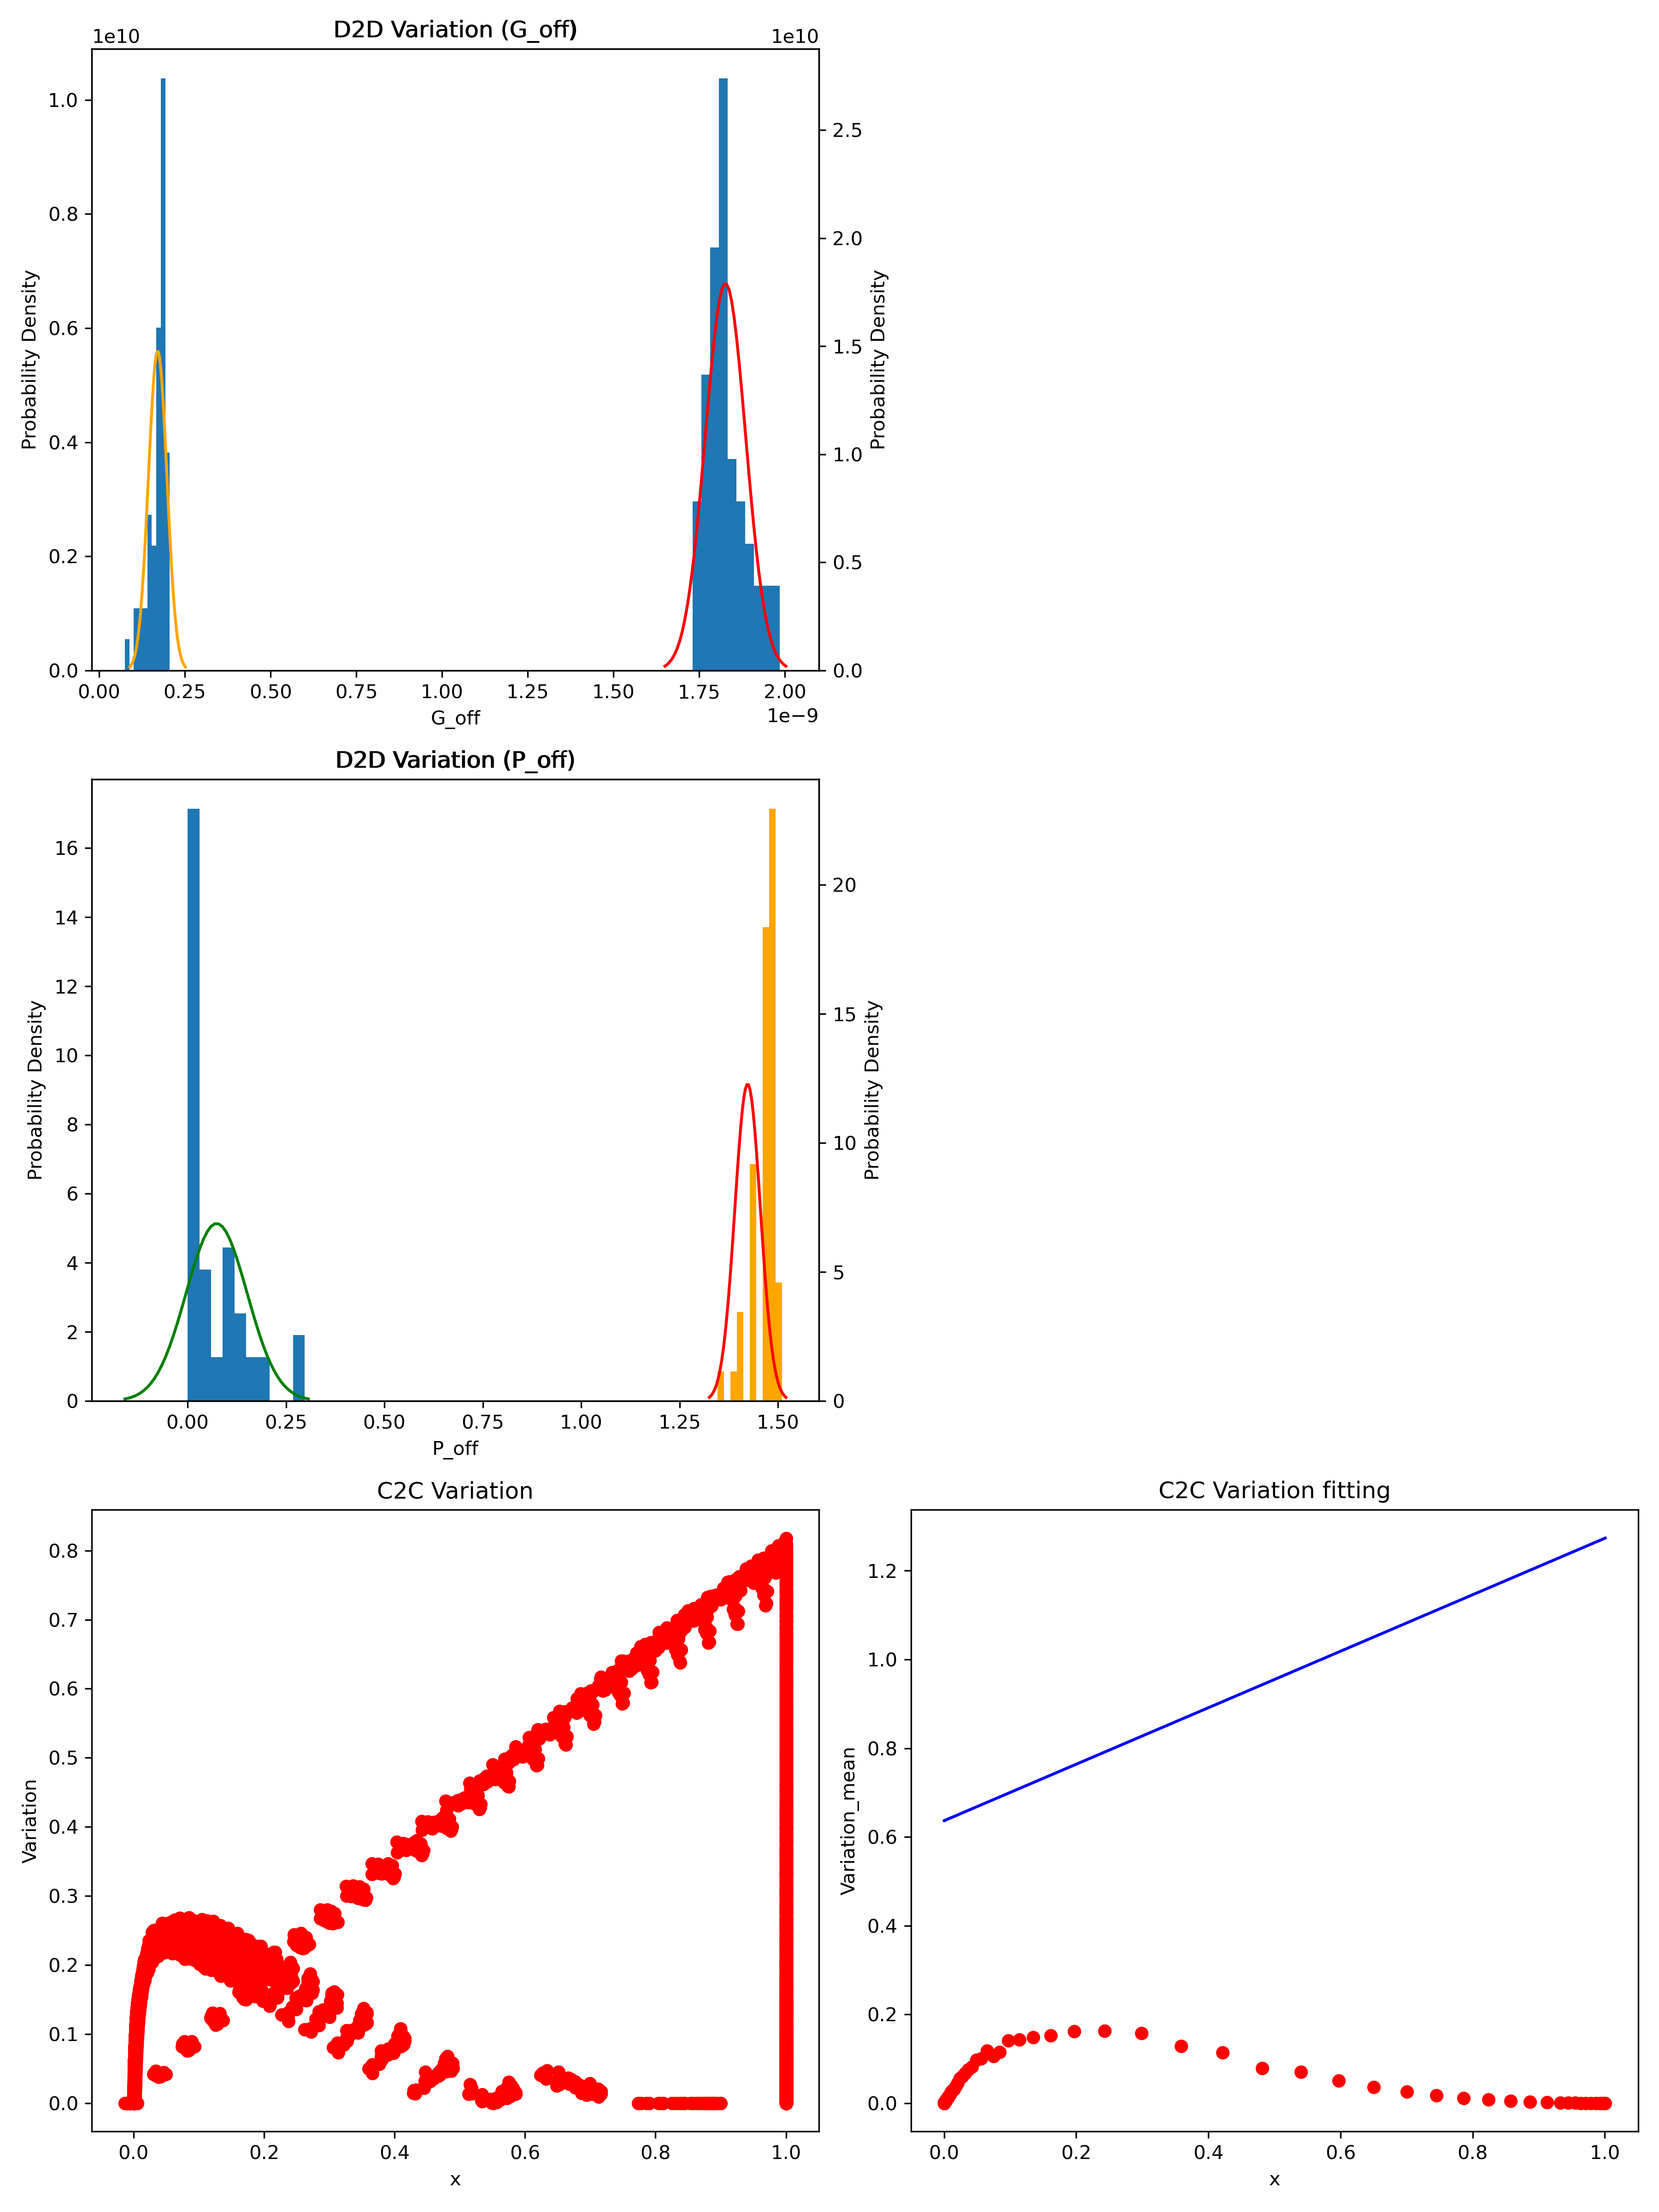 D2D Variation (G_off)
1e10
1e10
1.0
0.8
0.6
0.4
0.2
0.0
Probability Density
2.5
2.0
1.5
1.0
0.5
0.0
Probability Density
0.00 0.25 0.50 0.75 1.00 1.25 1.50 1.75 2.00
1e−9
G_off
D2D Variation (P_off)
16
14
12
10
8
6
4
2
0
Probability Density
20
15
10
5
0
Probability Density
0.00 0.25 0.50 0.75 1.00 1.25 1.50
P_off
C2C Variation
0.8
0.7
0.6
0.5
0.4
0.3
0.2
0.1
0.0
Variation
0.0 0.2 0.4 0.6 0.8 1.0
x
C2C Variation fitting
1.2
1.0
0.8
0.6
0.4
0.2
0.0
Variation_mean
0.0 0.2 0.4 0.6 0.8 1.0
x